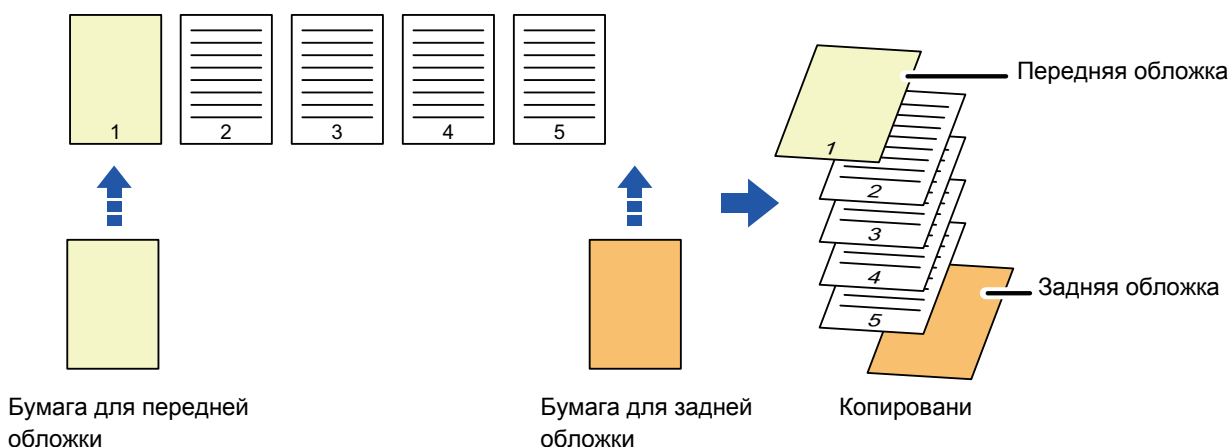 1
2
3
4
5
Передняя обложка
1
2
3
4
5
Задняя обложка
Бумага для передней
обложки
Бумага для задней
обложки
Копировани